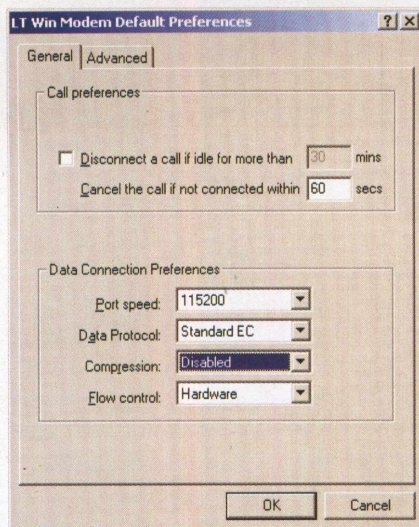 LT Win Modem Default Preferences
General Advanced
Call preferences
Disconnect a call if idle for more than 30 mins
Cancel the call if not connected within 60 secs
Data Connection Preferences
Port speed: 115200
Data Protocol: Standard EC
Compression: Disabled
Flow control: Hardware
OK Cancel